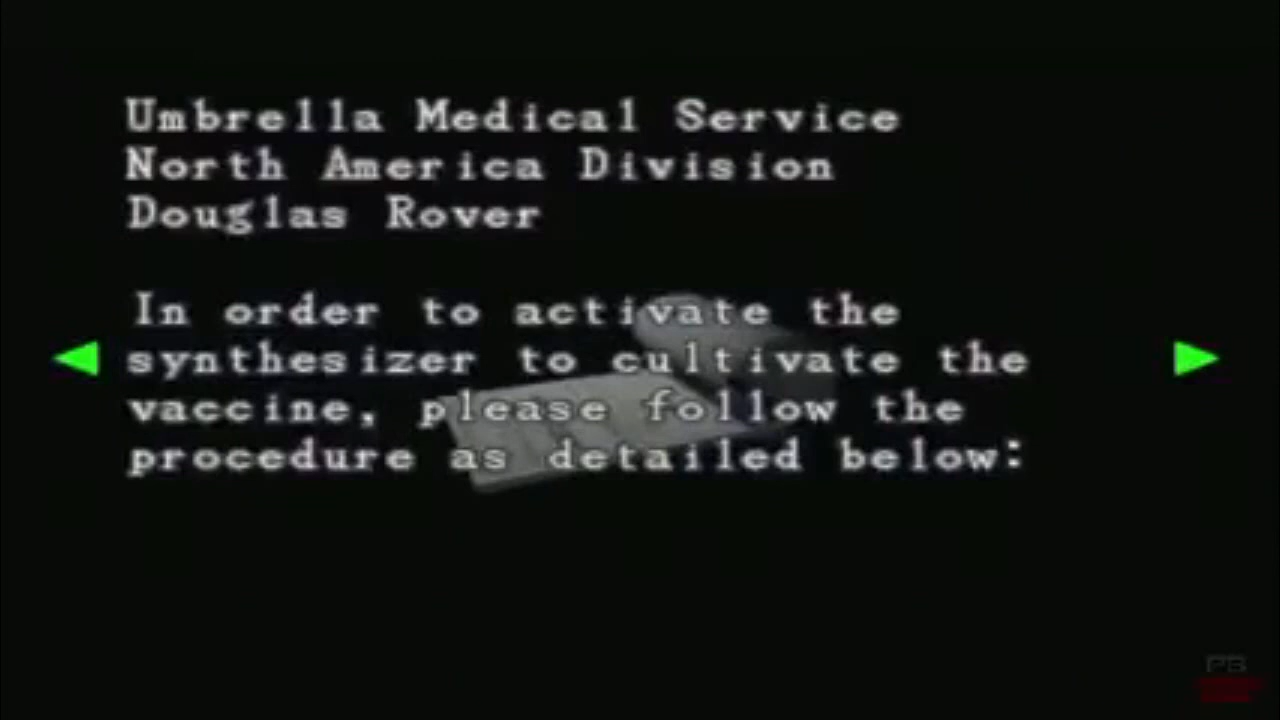 Umbrella Medical Service
North America Division
Douglas Rover
In order to activate the
synthesizer to cultivate the
vaccine, please follow the
procedure as detailed below:
PB